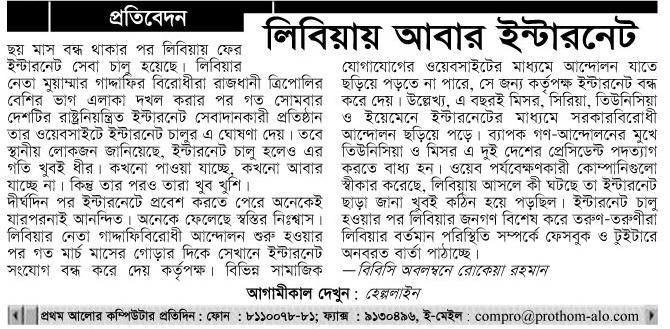 প্রতিবেদন
লিবিয়ায় আবার ইন্টারনেট
ছয় মাস বন্ধ থাকার পর লিবিয়ায় ফের
ইন্টারনেট সেবা চালু হয়েছে। লিবিয়ার
নেতা মুয়াম্মার গাদ্দাফির বিরোধীরা রাজধানী ত্রিপোলির
বেশির ভাগ এলাকা দখল করার পর গত সোমবার
দেশটির রাষ্ট্রনিয়ন্ত্রিত ইন্টারনেট সেবাদানকারী প্রতিষ্ঠান
তার ওয়েবসাইটে ইন্টারনেট চালুর এ ঘোষণা দেয়। তবে
স্থানীয় লোকজন জানিয়েছে, ইন্টারনেট চালু হলেও এর
গতি খুবই ধীর। কখনো পাওয়া যাচ্ছে, কখনো আবার
যাচ্ছে না। কিন্তু তার পরও তারা খুব খুশি।
দীর্ঘদিন পর ইন্টারনেটে প্রবেশ করতে পেরে অনেকেই
যারপরনাই আনন্দিত। অনেকে ফেলেছে স্বস্তির নিঃশ্বাস।
লিবিয়ার নেতা গাদ্দাফিবিরোধী আন্দোলন শুরু হওয়ার
পর গত মার্চ মাসের গোড়ার দিকে সেখানে ইন্টারনেট
সংযোগ বন্ধ করে দেয় কর্তৃপক্ষ। বিভিন্ন সামাজিক
যোগাযোগের ওয়েবসাইটের মাধ্যমে আন্দোলন যাতে
ছড়িয়ে পড়তে না পারে, সে জন্য কর্তৃপক্ষ ইন্টারনেট বন্ধ
করে দেয়। উল্লেখ্য, এ বছরই মিসর, সিরিয়া, তিউনিসিয়া
ও ইয়েমেনে ইন্টারনেটের মাধ্যমে সরকারবিরোধী
আন্দোলন ছড়িয়ে পড়ে। ব্যাপক গণ-আন্দোলনের মুখে
তিউনিসিয়া ও মিসর এ দুই দেশের প্রেসিডেন্ট পদত্যাগ
করতে বাধ্য হন। ওয়েব পর্যবেক্ষণকারী কোম্পানিগুলো
স্বীকার করেছে, লিবিয়ায় আসলে কী ঘটছে তা ইন্টারনেট
ছাড়া জানা খুবই কঠিন হয়ে পড়ছিল। ইন্টারনেট চালু
হওয়ার পর লিবিয়ার জনগণ বিশেষ করে তরুণ-তরুণীরা
লিবিয়ার বর্তমান পরিস্থিতি সম্পর্কে ফেসবুক ও টুইটারে
অনবরত বার্তা পাঠাচ্ছে।
—বিবিসি অবলম্বনে রোকেয়া রহমান
আগামীকাল দেখুন : হেল্পলাইন
প্রথম আলোর কম্পিউটার প্রতিদিন : ফোন : ৮১১০০৭৮-৮১; ফ্যাক্স : ৯১৩০৪৯৬, ই-মেইল : compro@prothom-alo.com